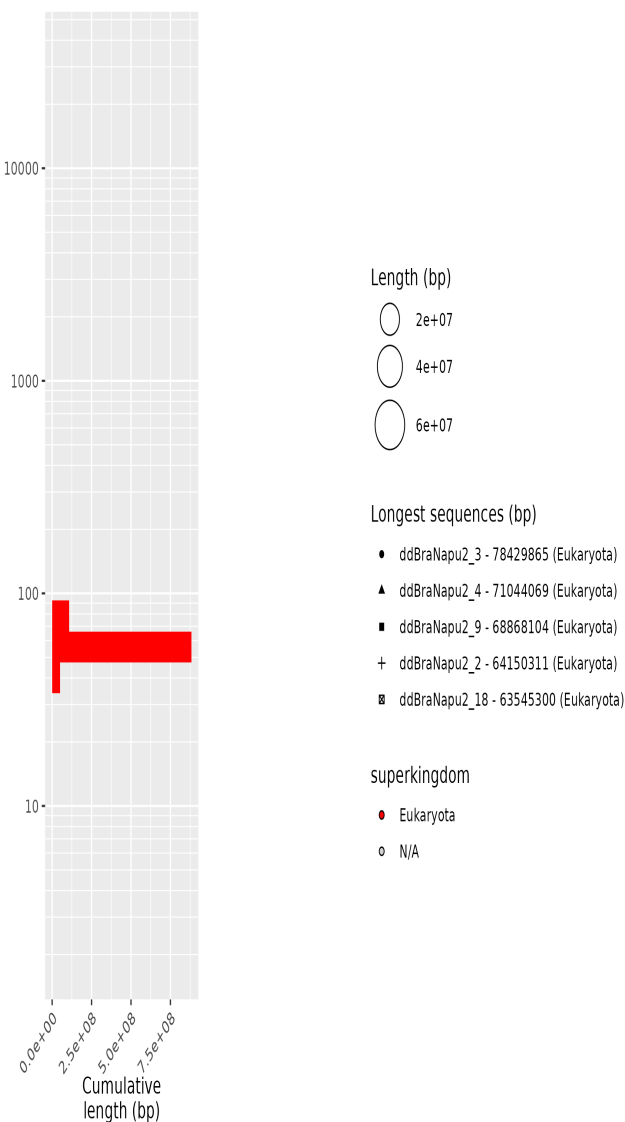 10000
1000
100
10
0.0e+00
2.5e+08
5.0e+08
7.5e+08
Cumulative
length (bp)
Length (bp)
2e+07
4e+07
6e+07
Longest sequences (bp)
ddBraNapu2_3 - 78429865 (Eukaryota)
ddBraNapu2_4 - 71044069 (Eukaryota)
ddBraNapu2_9 - 68868104 (Eukaryota)
ddBraNapu2_2 - 64150311 (Eukaryota)
ddBraNapu2_18 - 63545300 (Eukaryota)
superkingdom
Eukaryota
N/A